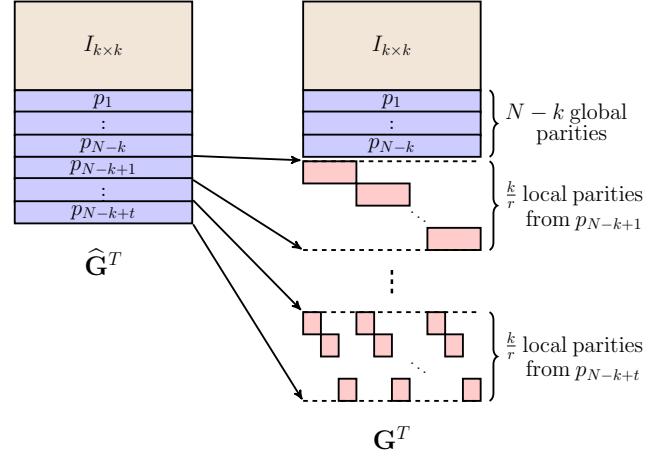 I_{k×k}
p_1
:
p_{N−k}
p_{N−k+1}
:
p_{N−k+t}
\widehat{G}^T
I_{k×k}
p_1
:
p_{N−k}
N − k global
parities
k/r local parities
from p_{N−k+1}
k/r local parities
from p_{N−k+t}
G^T